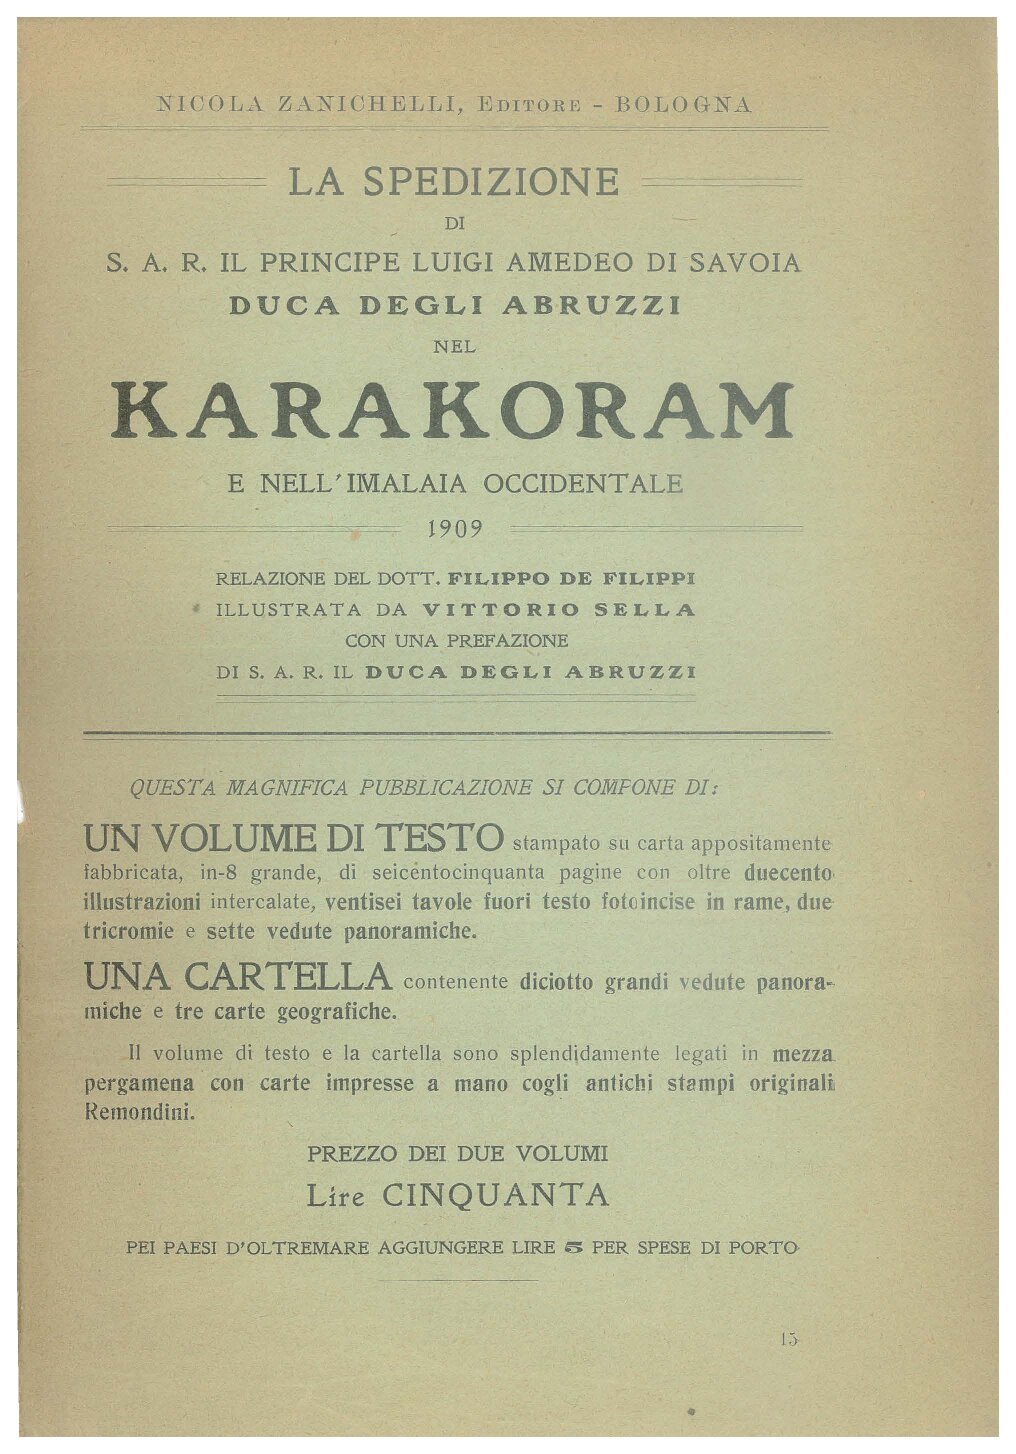 NICOLA ZANICHELLI, EDITORE - BOLOGNA
LA SPEDIZIONE
DI
S. A. R. IL PRINCIPE LUIGI AMEDEO DI SAVOIA
DUCA DEGLI ABRUZZI
NEL
KARAKORAM
E NELL'IMALAIA OCCIDENTALE
1909
RELAZIONE DEL DOTT. FILIPPO DE FILIPPI
ILLUSTRATA DA VITTORIO SELLA
CON UNA PREFAZIONE
DI S. A. R. IL DUCA DEGLI ABRUZZI
QUESTA MAGNIFICA PUBBLICAZIONE SI COMPONE DI:
UN VOLUME DI TESTO stampato su carta appositamente
fabbricata, in-8 grande, di seicentocinquanta pagine con oltre duecento
illustrazioni intercalate, ventisei tavole fuori testo fotoincise in rame, due
tricromie e sette vedute panoramiche.
UNA CARTELLA contenente diciotto grandi vedute panora-
miche e tre carte geografiche.
Il volume di testo e la cartella sono splendidamente legati in mezza
pergamena con carte impresse a mano cogli antichi stampi originali
Remondini.
PREZZO DEI DUE VOLUMI
Lire CINQUANTA
PEI PAESI D'OLTREMARE AGGIUNGERE LIRE 5 PER SPESE DI PORTO
15